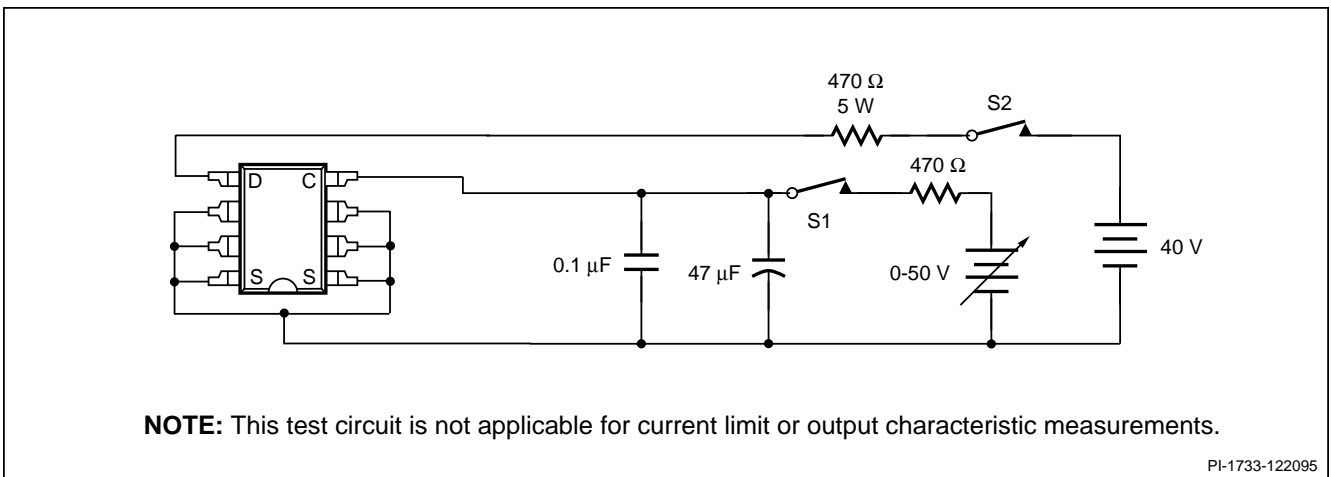 470 Ω
5 W
S2
470 Ω
D
C
S1
0.1 μF
47 μF
0-50 V
40 V
S
S
NOTE: This test circuit is not applicable for current limit or output characteristic measurements.
PI-1733-122095